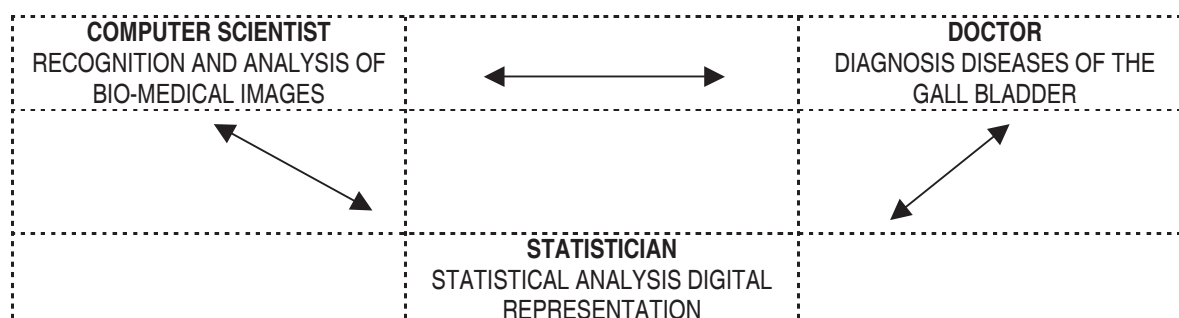 COMPUTER SCIENTIST
RECOGNITION AND ANALYSIS OF
BIO-MEDICAL IMAGES
DOCTOR
DIAGNOSIS DISEASES OF THE
GALL BLADDER
STATISTICIAN
STATISTICAL ANALYSIS DIGITAL
REPRESENTATION